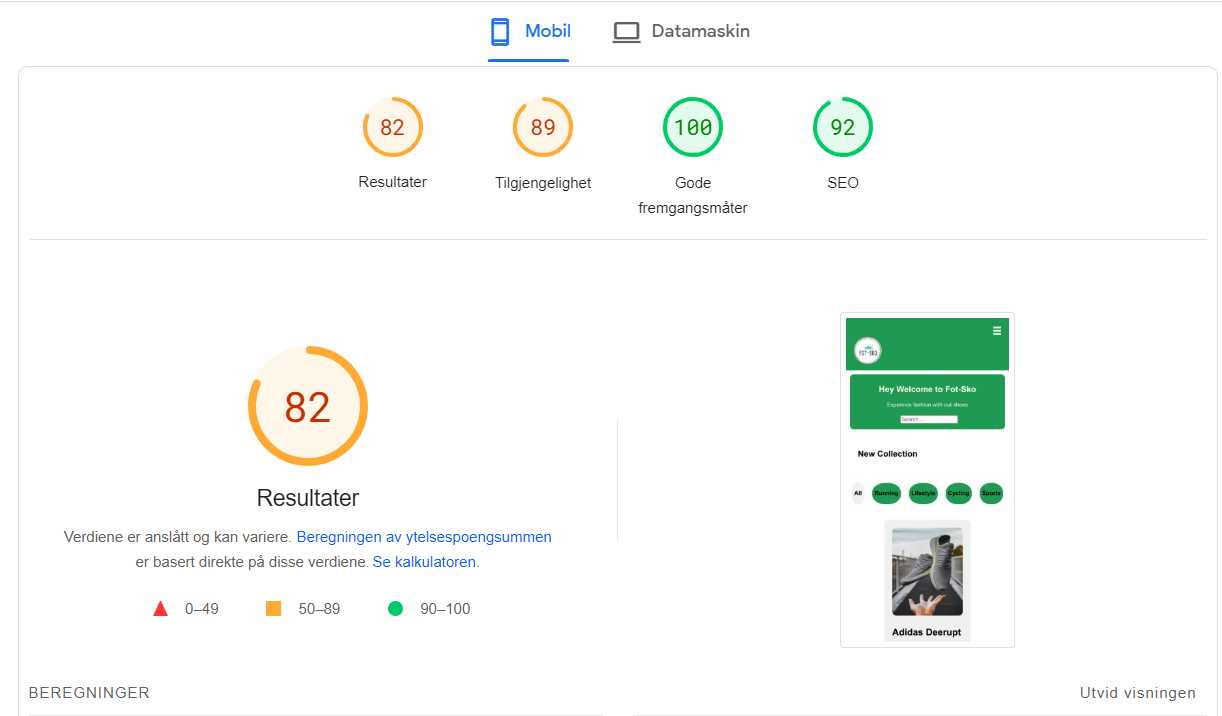 Mobil
Datamaskin
82
89
100
92
Resultater
Tilgjengelighet
Gode
fremgangsmåter
SEO
82
Resultater
Verdiene er anslått og kan variere. Beregningen av ytelsespoengsummen
er basert direkte på disse verdiene. Se kalkulatoren.
0–49
50–89
90–100
FOT-SKO
Hey Welcome to Fot-Sko
Experince fashion with out shoes
Search...
New Collection
All
Running
Lifestyle
Cycling
Sports
Adidas Deerupt
BEREGNINGER
Utvid visningen